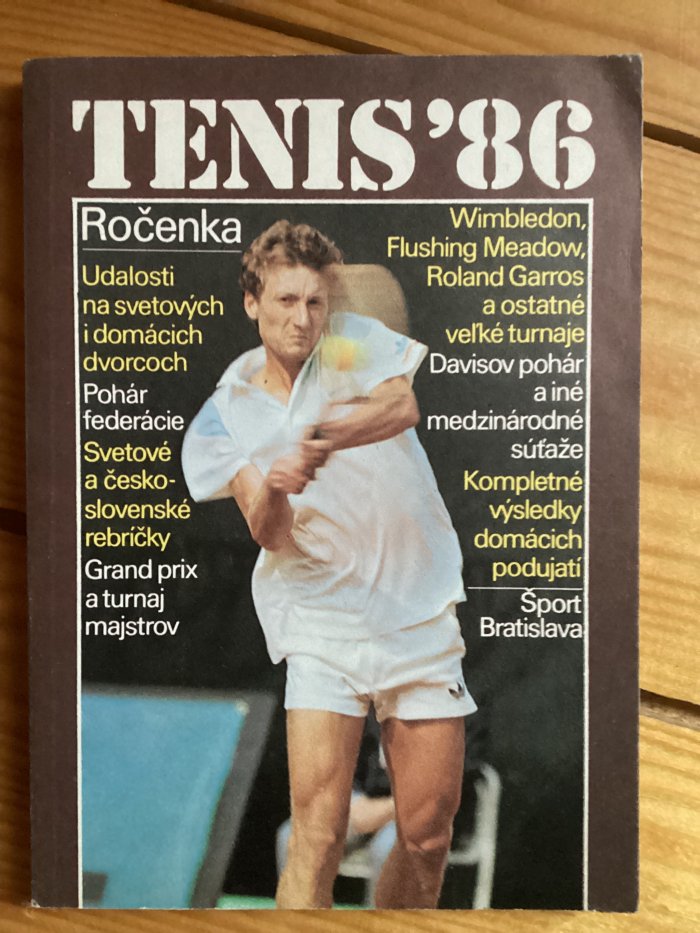 TENIS '86
Ročenka
Udalosti
na svetových
i domácich
dvorcoch
Pohár
federácie
Svetové
a česko-
slovenské
rebríčky
Grand prix
a turnaj
majstrov
Wimbledon,
Flushing Meadow,
Roland Garros
a ostatné
veľké turnaje
Davisov pohár
a iné
medzinárodné
súťaže
Kompletné
výsledky
domácich
podujatí
Šport
Bratislava